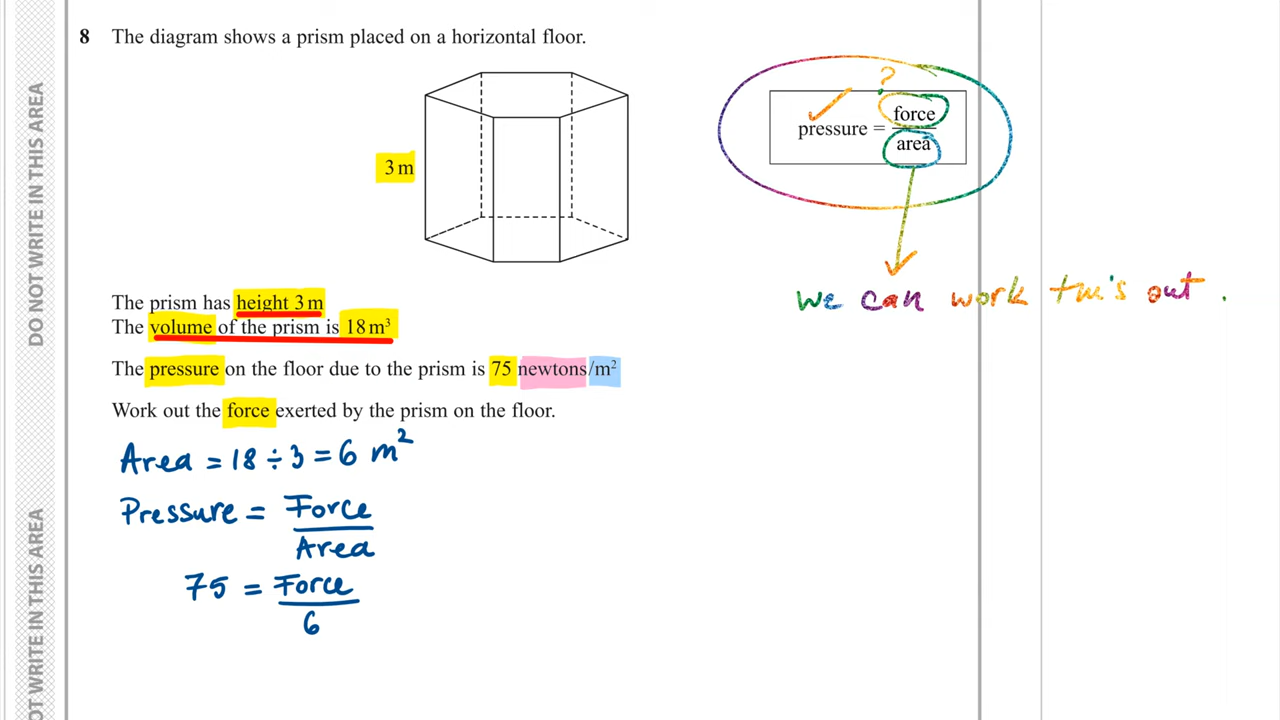 8 The diagram shows a prism placed on a horizontal floor.
?
pressure = force
area
3 m
we can work this out .
The prism has height 3 m
The volume of the prism is 18 m³
The pressure on the floor due to the prism is 75 newtons/m²
Work out the force exerted by the prism on the floor.
Area = 18 ÷ 3 = 6 m²
Pressure = Force
Area
75 = Force
6
DO NOT WRITE IN THIS AREA
OT WRITE IN THIS AREA